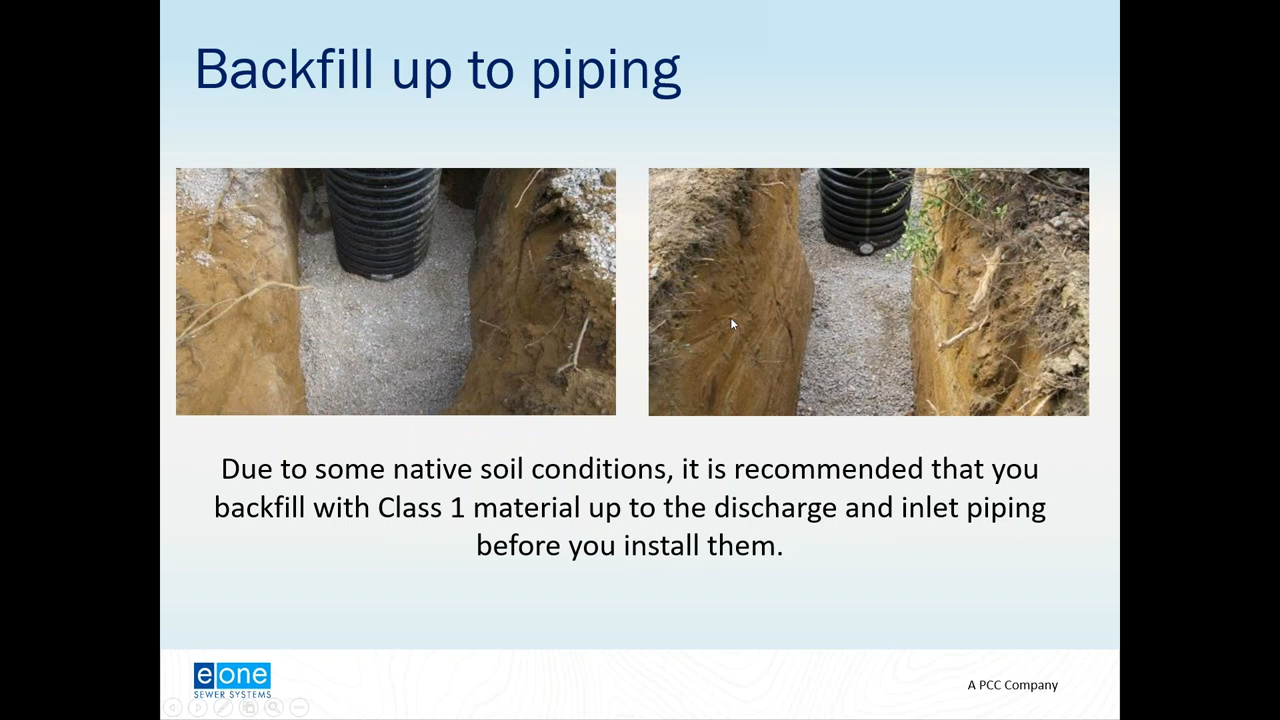 Backfill up to piping
Due to some native soil conditions, it is recommended that you
backfill with Class 1 material up to the discharge and inlet piping
before you install them.
e one
SEWER SYSTEMS
A PCC Company